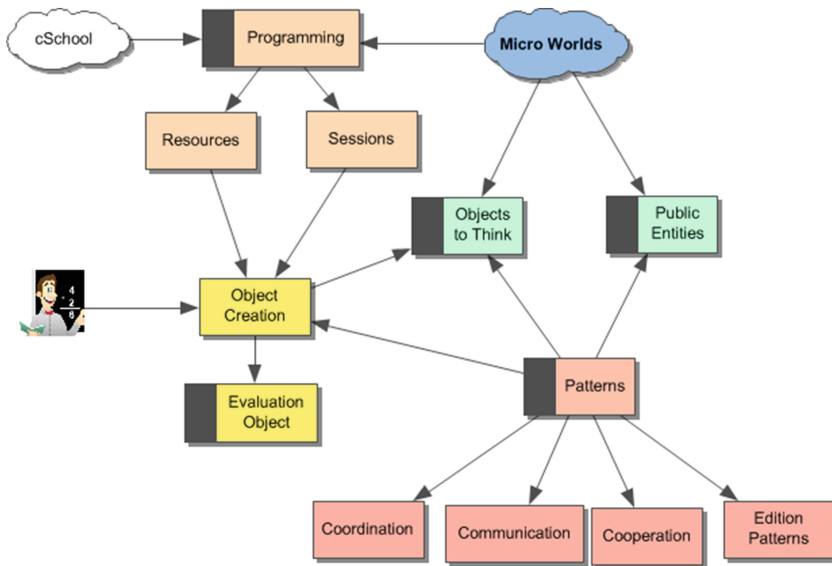 cSchool
Programming
Micro Worlds
Resources
Sessions
Objects
to Think
Public
Entities
4
2
6
Object
Creation
Patterns
Evaluation
Object
Coordination
Communication
Cooperation
Edition
Patterns